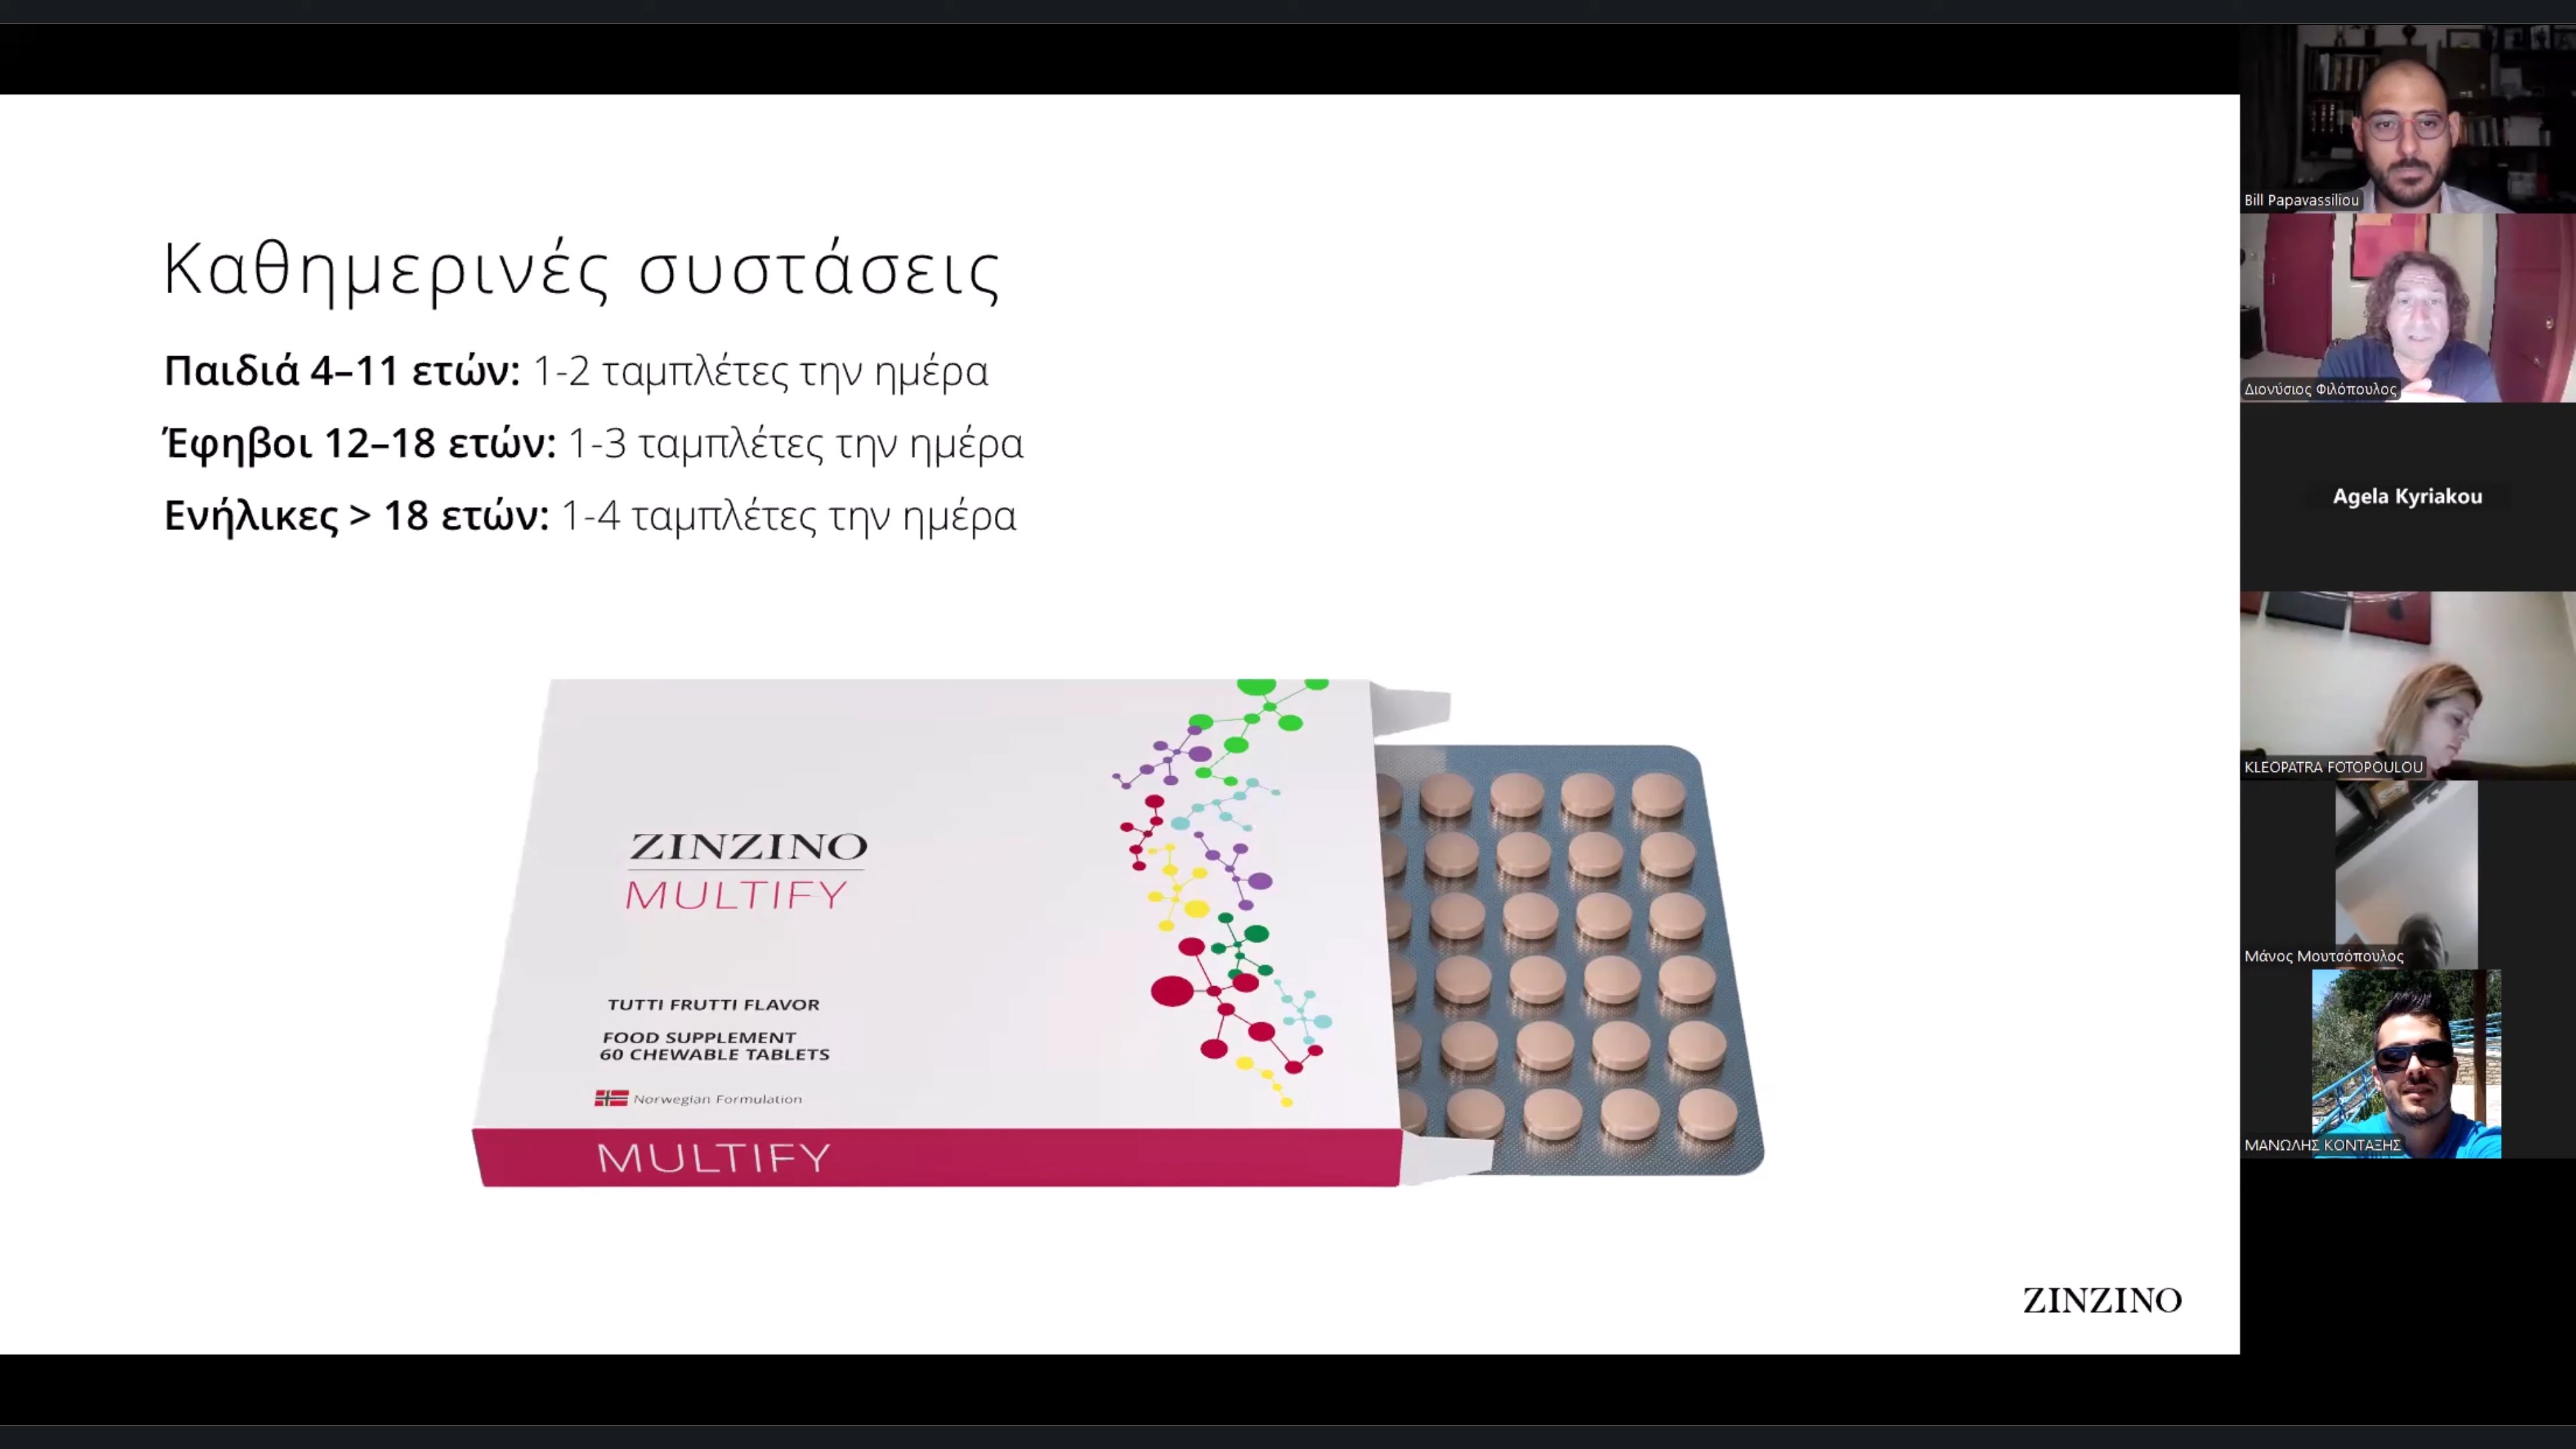 Καθημερινές συστάσεις
Παιδιά 4–11 ετών: 1-2 ταμπλέτες την ημέρα
Έφηβοι 12–18 ετών: 1-3 ταμπλέτες την ημέρα
Ενήλικες > 18 ετών: 1-4 ταμπλέτες την ημέρα
ZINZINO
MULTIFY
TUTTI FRUTTI FLAVOR
FOOD SUPPLEMENT
60 CHEWABLE TABLETS
Norwegian Formulation
MULTIFY
ZINZINO
Bill Papavassiliou
Διονύσιος Φιλόπουλος
Agela Kyriakou
KLEOPATRA FOTOPOULOU
Μάνος Μουτσόπουλος
ΜΑΝΩΛΗΣ ΚΟΝΤΑΞΗΣ